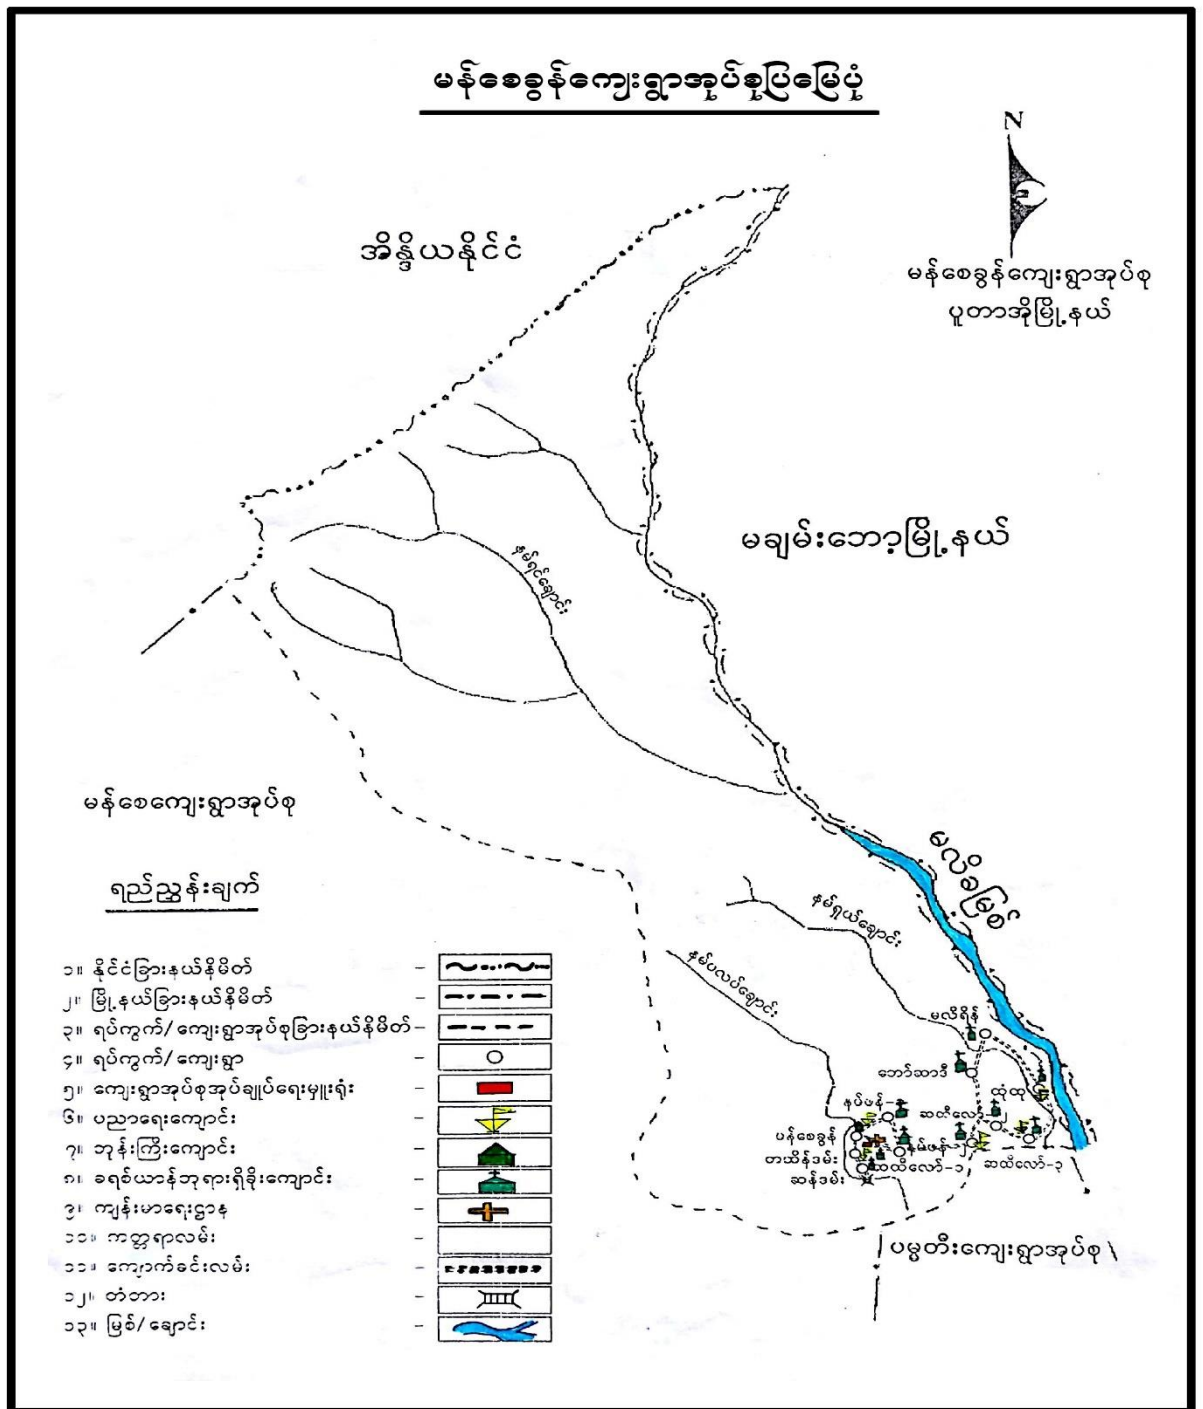 မန်စေခွန်ကျေးရွာအုပ်စုပြမြေပုံ
N
အိန္ဒိယနိုင်ငံ
မန်စေခွန်ကျေးရွာအုပ်စု
ပူတာအိုမြို့နယ်
မချမ်းဘော့မြို့နယ်
နမ်ရင်ချောင်း
မန်စေကျေးရွာအုပ်စု
မလိခမြစ်
နမ်ရှယ်ချောင်း
နမ်ပလပ်ချောင်း
မလိရိန်
ဘော်ဆာဒီ
ထုံထု
ပန်စေခွန်
တယိန်ဒမ်း
ဆန်ဒမ်း
နမ်ဖန်-၂
ဆထိလော်-၁
ဆထိလော်-၃
ပမ္မတီးကျေးရွာအုပ်စု
ရည်ညွှန်းချက်
၁။ နိုင်ငံခြားနယ်နိမိတ် -
၂။ မြို့နယ်ခြားနယ်နိမိတ် -
၃။ ရပ်ကွက်/ကျေးရွာအုပ်စုခြားနယ်နိမိတ် -
၄။ ရပ်ကွက်/ကျေးရွာ -
၅။ ကျေးရွာအုပ်စုအုပ်ချုပ်ရေးမှူးရုံး -
၆။ ပညာရေးကျောင်း -
၇။ ဘုန်းကြီးကျောင်း -
၈။ ခရစ်ယာန်ဘုရားရှိခိုးကျောင်း -
၉။ ကျန်းမာရေးဌာန -
၁၁။ ကတ္တရာလမ်း -
၁၁။ ကျောက်ခင်းလမ်း -
၁၂။ တံတား -
၁၃။ မြစ်/ချောင်း -